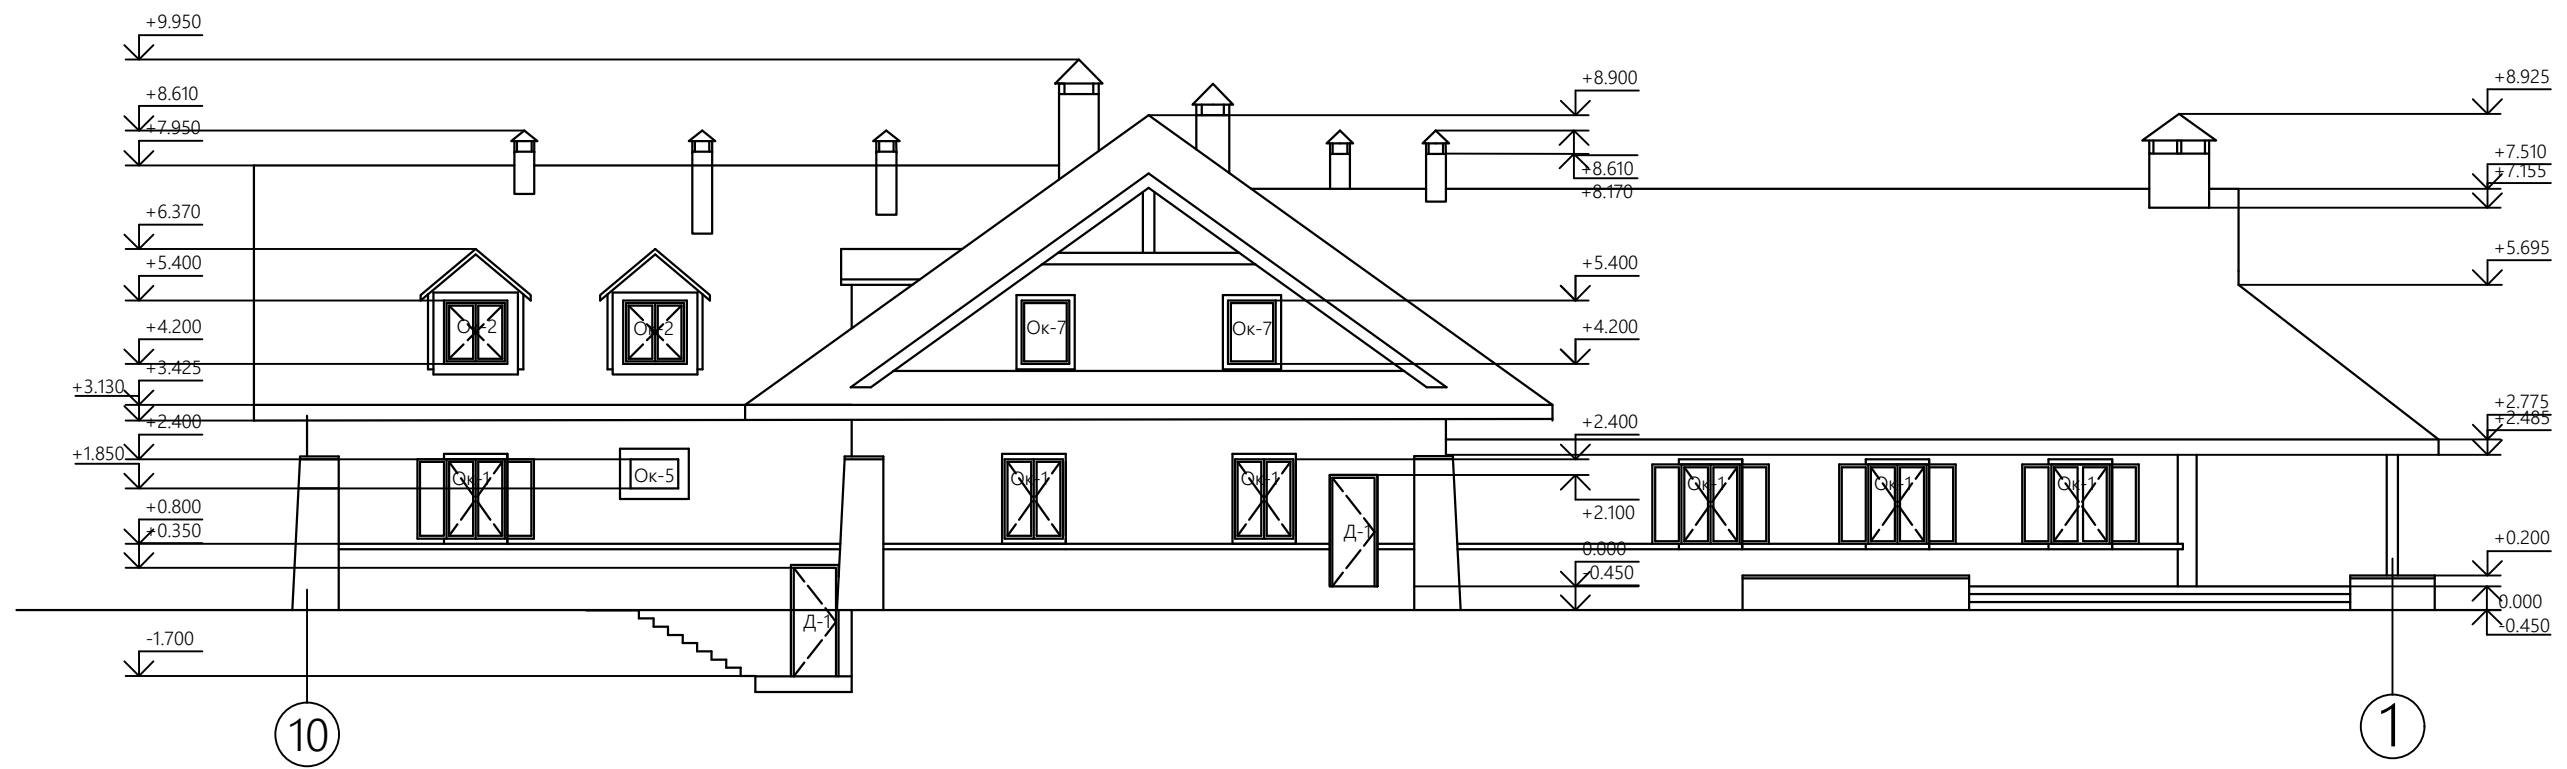 +9.950
+8.900
+8.925
+8.610
+7.950
+7.510
+8.610
+7.155
+8.170
+6.370
+5.695
+5.400
+5.400
Ок-2
Ок-2
Ок-7
Ок-7
+4.200
+4.200
+3.425
+3.130
+2.775
+2.485
+2.400
+2.400
+1.850
Ок-1
Ок-5
Ок-1
Ок-1
Ок-1
Ок-1
Ок-1
+0.800
+2.100
+0.350
Д-1
0.000
+0.200
-0.450
0.000
Д-1
-0.450
-1.700
10
1